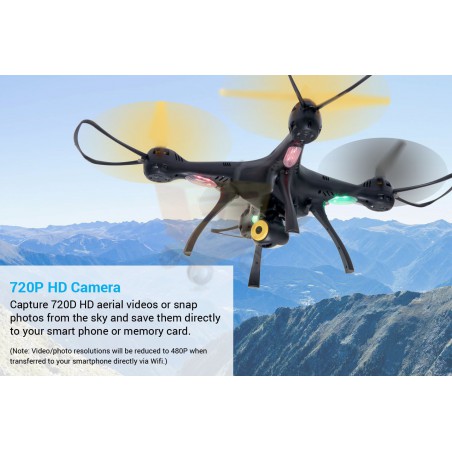 720P HD Camera
Capture 720D HD aerial videos or snap
photos from the sky and save them directly
to your smart phone or memory card.
(Note: Video/photo resolutions will be reduced to 480P when
transferred to your smartphone directly via Wifi.)